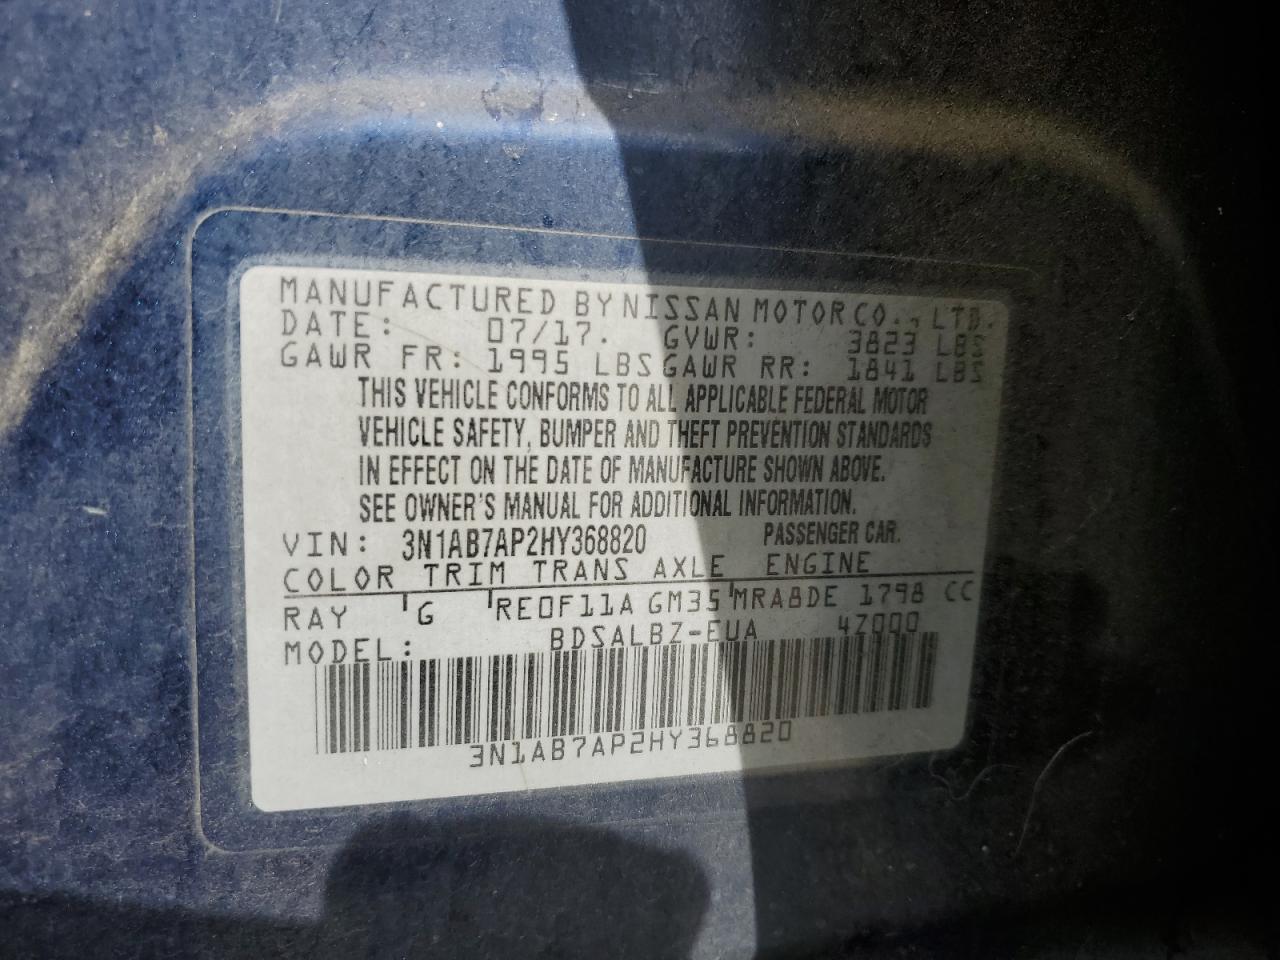 MANUFACTURED BY NISSAN MOTOR CO., LTD.
DATE: 07/17. GVWR: 3823 LBS
GAWR FR: 1995 LBS GAWR RR: 1841 LBS
THIS VEHICLE CONFORMS TO ALL APPLICABLE FEDERAL MOTOR
VEHICLE SAFETY, BUMPER AND THEFT PREVENTION STANDARDS
IN EFFECT ON THE DATE OF MANUFACTURE SHOWN ABOVE.
SEE OWNER'S MANUAL FOR ADDITIONAL INFORMATION.
VIN: 3N1AB7AP2HY368820 PASSENGER CAR.
COLOR TRIM TRANS AXLE ENGINE
RAY G RE0F11A GM35 MRA8DE 1798 CC
MODEL: BDSALBZ-EUA 4Z000
3N1AB7AP2HY368820